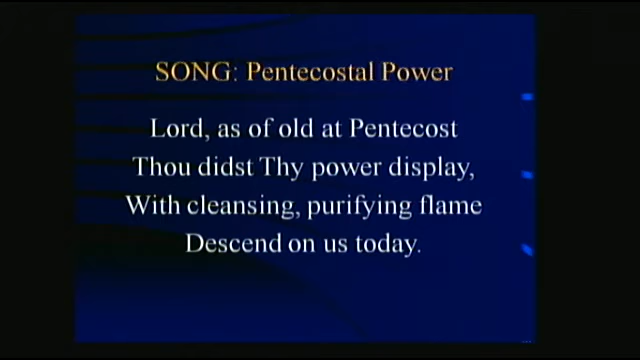 SONG: Pentecostal Power
Lord, as of old at Pentecost
Thou didst Thy power display,
With cleansing, purifying flame
Descend on us today.